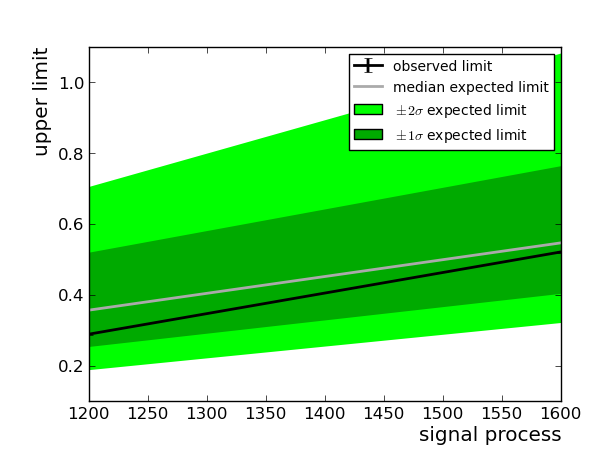 upper limit
1.0
0.8
0.6
0.4
0.2
observed limit
median expected limit
±2σ expected limit
±1σ expected limit
1200 1250 1300 1350 1400 1450 1500 1550 1600
signal process